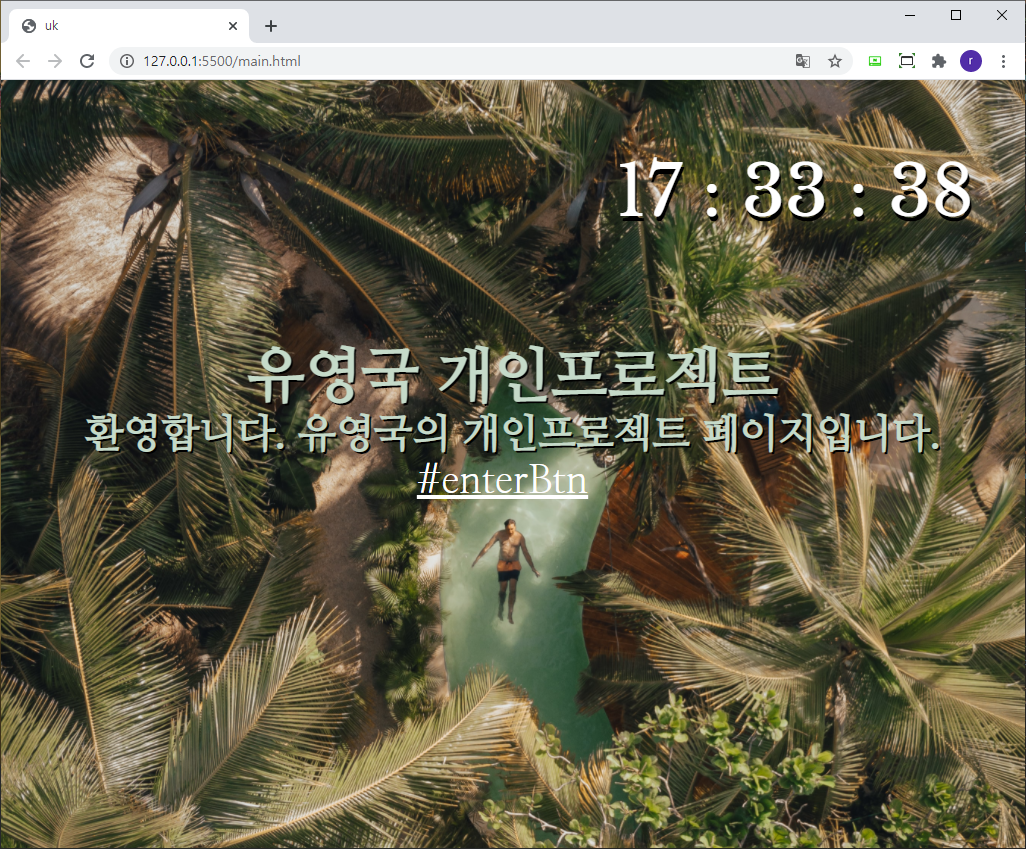 uk
127.0.0.1:5500/main.html
r
17 : 33 : 38
유영국 개인프로젝트
환영합니다. 유영국의 개인프로젝트 페이지입니다.
#enterBtn